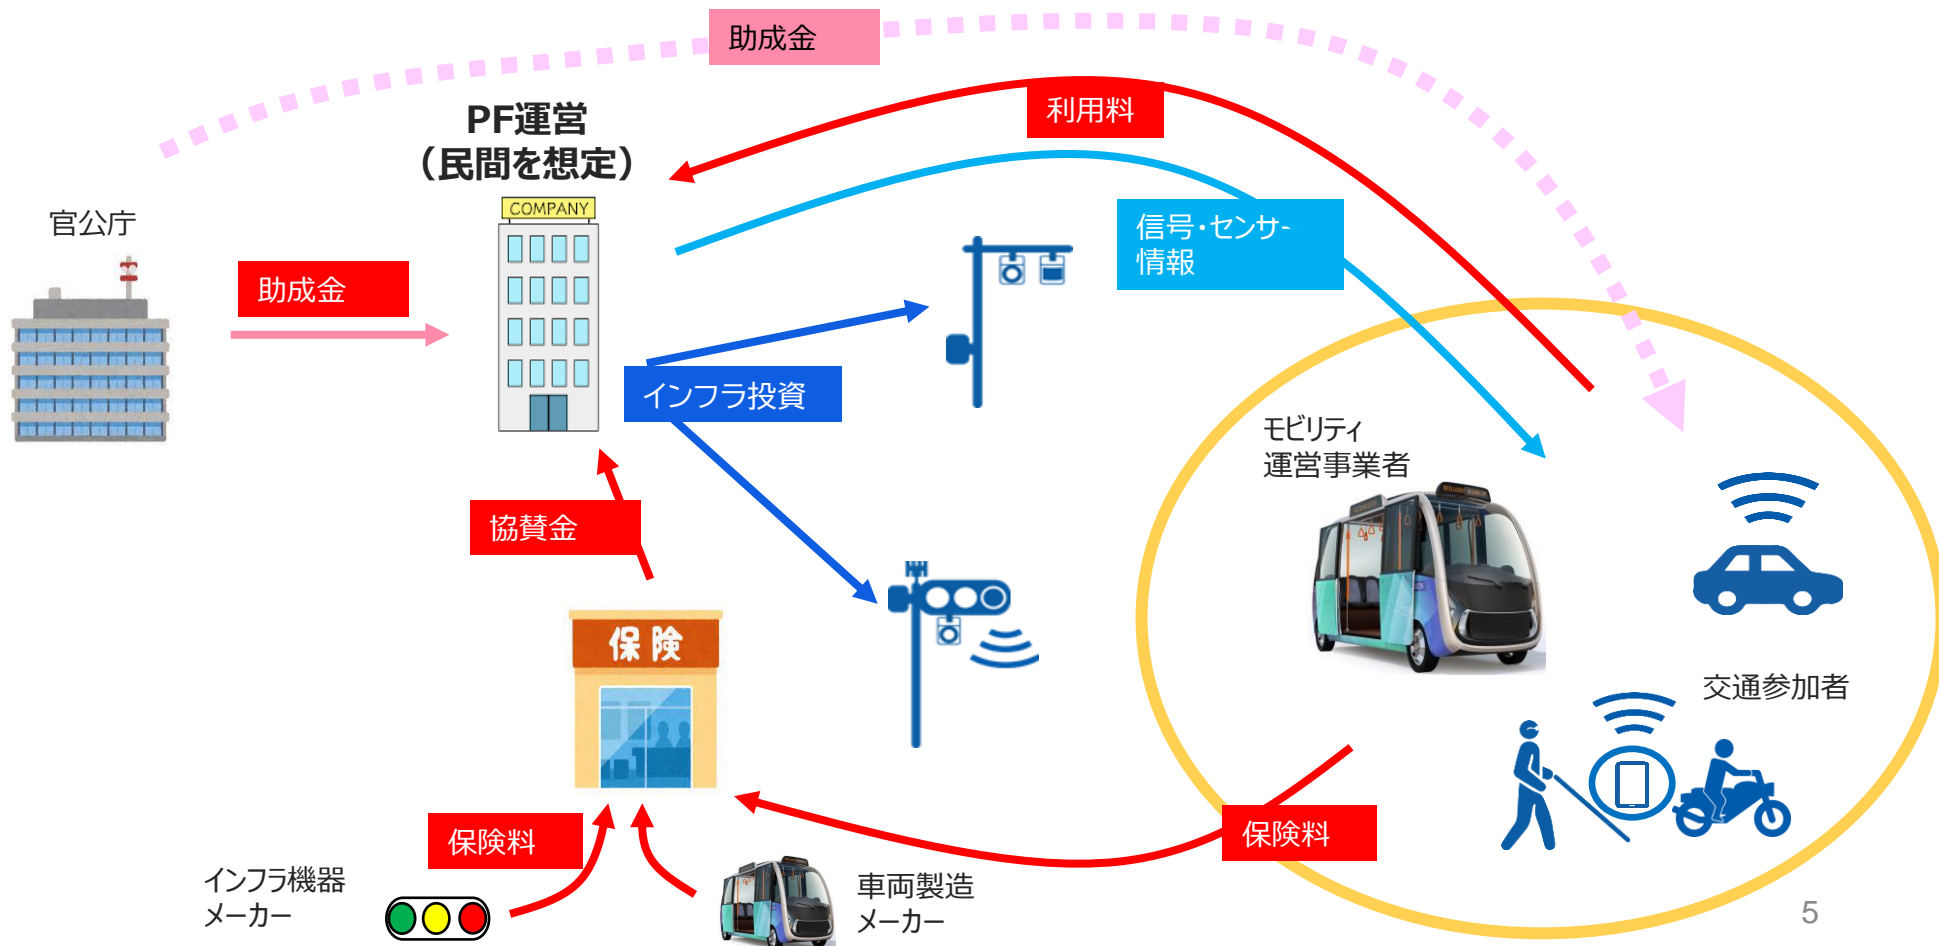 助成金
利用料
PF運営
（民間を想定）
COMPANY
官公庁
助成金
信号・センサ-
情報
インフラ投資
モビリティ
運営事業者
協賛金
保険
交通参加者
保険料
保険料
インフラ機器
メーカー
車両製造
メーカー
5